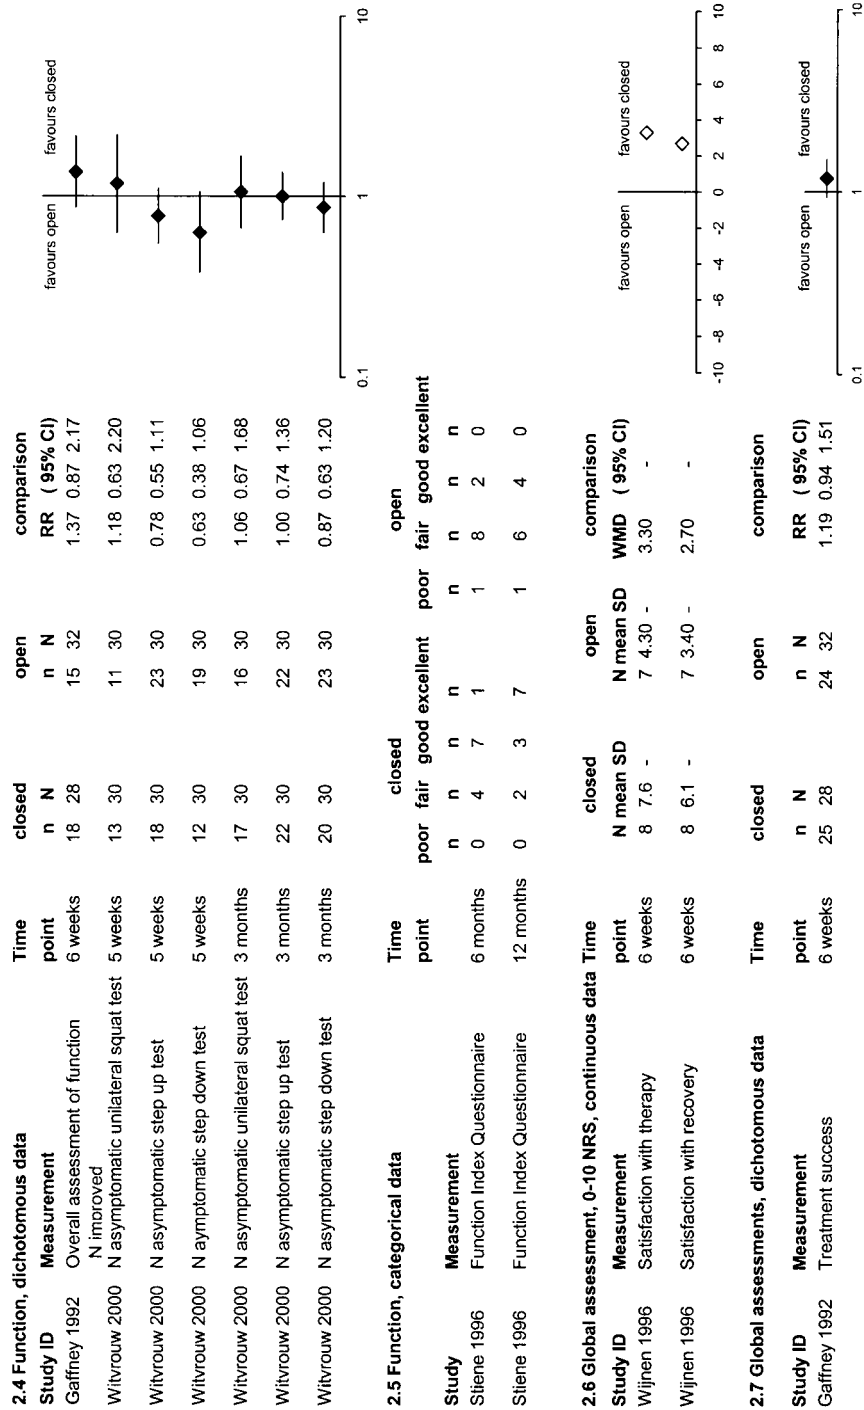 2.4 Function, dichotomous data Time closed open comparison
Study ID Measurement point n N n N RR ( 95% CI)
Gaffney 1992 Overall assessment of function 6 weeks 18 28 15 32 1.37 0.87 2.17
N imoroved
Witvrouw 2000 N asymptomatic unilateral squat test 5 weeks 13 30 11 30 1.18 0.63 2.20
Witvrouw 2000 N asymptomatic step up test 5 weeks 18 30 23 30 0.78 0.55 1.11
Witvrouw 2000 N aymptomatic step down test 5 weeks 12 30 19 30 0.63 0.38 1.06
Witvrouw 2000 N asymptomatic unilateral squat test 3 months 17 30 16 30 1.06 0.67 1.68
Witvrouw 2000 N asymptomatic step up test 3 months 22 30 22 30 1.00 0.74 1.36
Witvrouw 2000 N asymptomatic step down test 3 months 20 30 23 30 0.87 0.63 1.20
favours open favours closed
0.1 1 10
2.5 Function, categorical data Time closed open
point poor fair good excellent poor fair good excellent
Study Measurement n n n n n n n n
Stiene 1996 Function Index Questionnaire 6 months 0 4 7 1 1 8 2 0
Stiene 1996 Function Index Questionnaire 12 months 0 2 3 7 1 6 4 0
2.6 Global assessment, 0-10 NRS, continuous data Time closed open comparison
Study ID Measurement point N mean SD N mean SD WMD ( 95% CI)
Wijnen 1996 Satisfaction with therapy 6 weeks 8 7.6 - 7 4.30 - 3.30 -
Wijnen 1996 Satisfaction with recovery 6 weeks 8 6.1 - 7 3.40 - 2.70 -
favours open favours closed
-10 -8 -6 -4 -2 0 2 4 6 8 10
2.7 Global assessments, dichotomous data Time closed open comparison
Study ID Measurement point n N n N RR ( 95% CI)
Gaffney 1992 Treatment success 6 weeks 25 28 24 32 1.19 0.94 1.51
favours open favours closed
0.1 1 10